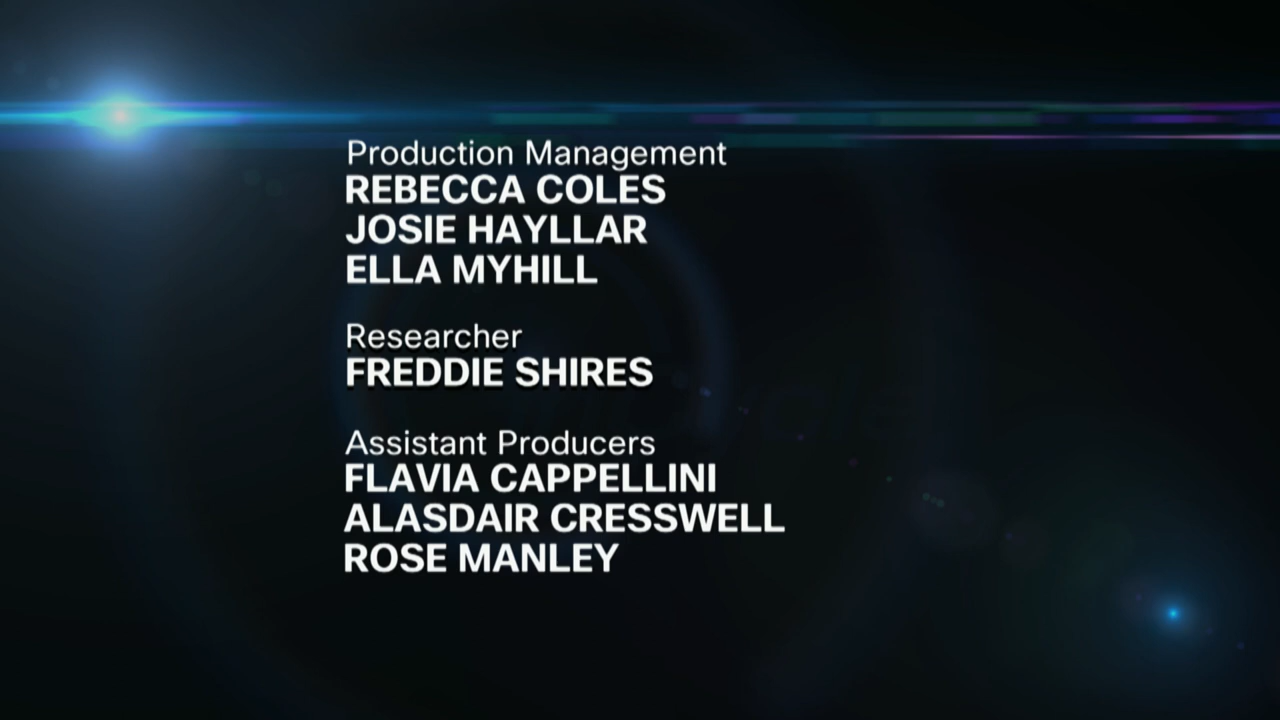 Production Management
REBECCA COLES
JOSIE HAYLLAR
ELLA MYHILL
Researcher
FREDDIE SHIRES
Assistant Producers
FLAVIA CAPPELLINI
ALASDAIR CRESSWELL
ROSE MANLEY